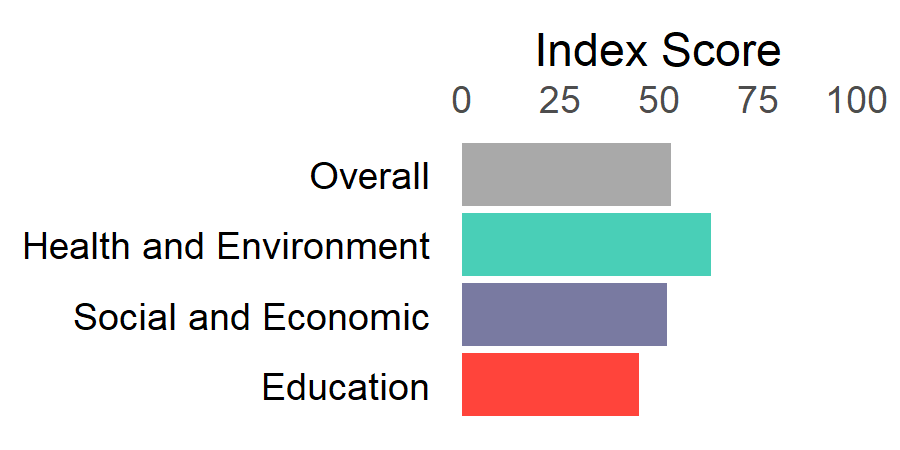 Index Score
0 25 50 75 100
Overall
Health and Environment
Social and Economic
Education